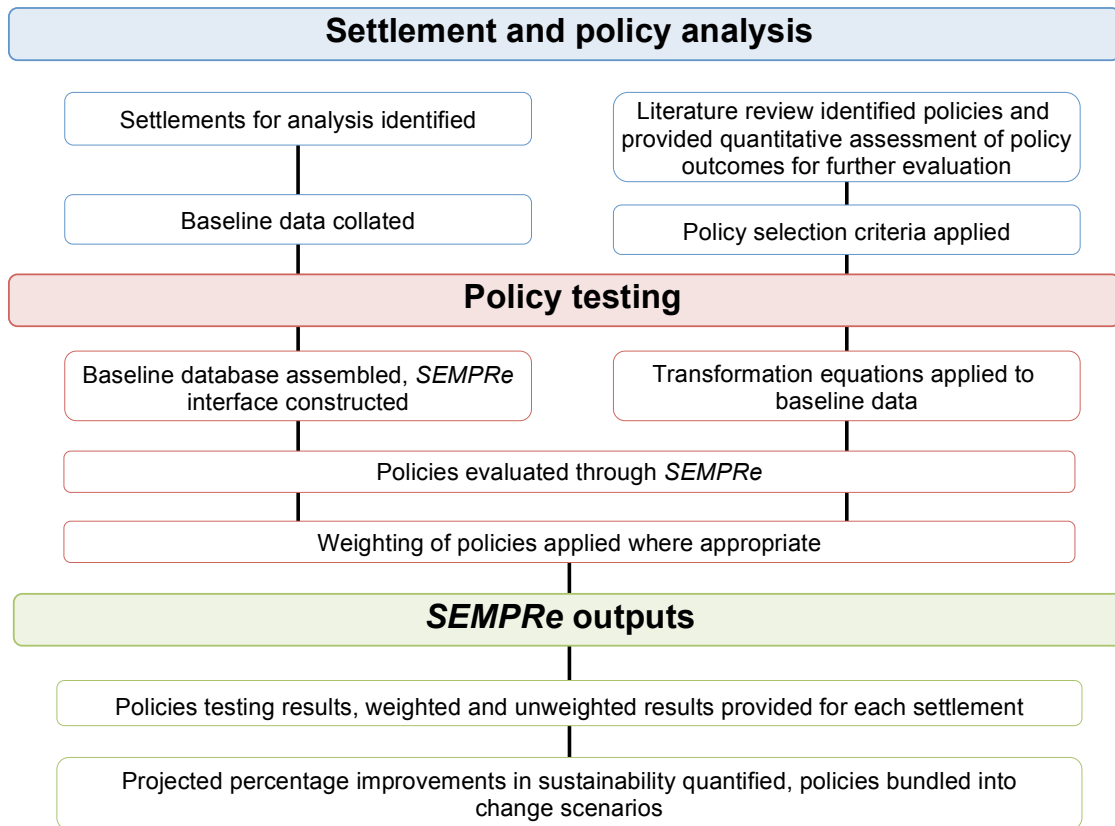 Settlement and policy analysis
Settlements for analysis identified
Literature review identified policies and
provided quantitative assessment of policy
outcomes for further evaluation
Baseline data collated
Policy selection criteria applied
Policy testing
Baseline database assembled, SEMPRe
interface constructed
Transformation equations applied to
baseline data
Policies evaluated through SEMPRe
Weighting of policies applied where appropriate
SEMPRe outputs
Policies testing results, weighted and unweighted results provided for each settlement
Projected percentage improvements in sustainability quantified, policies bundled into
change scenarios